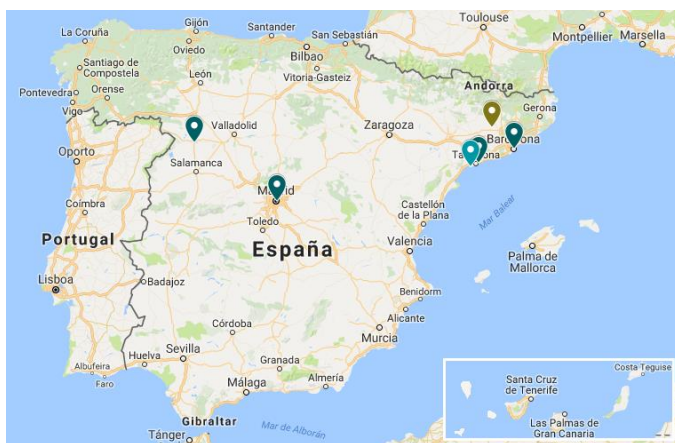 La Coruña
Gijón
Santander
San Sebastián
Toulouse
Montpellier
Marsella
Oviedo
Bilbao
Santiago de
Compostela
León
Vitoria-Gasteiz
Andorra
Pontevedra
Orense
Vigo
Gerona
Valladolid
Zaragoza
Barcelona
Oporto
Salamanca
Madrid
Coímbra
Toledo
Castellón
de la Plana
Mar Balear
Portugal
España
Valencia
Palma de
Mallorca
Lisboa
Badajoz
Benidorm
Alicante
Córdoba
Murcia
Huelva
Sevilla
Granada
Albufeira
Faro
Málaga
Almería
Costa Teguise
Santa Cruz
de Tenerife
Gibraltar
Mar de Alborán
Las Palmas de
Gran Canaria
Tánger